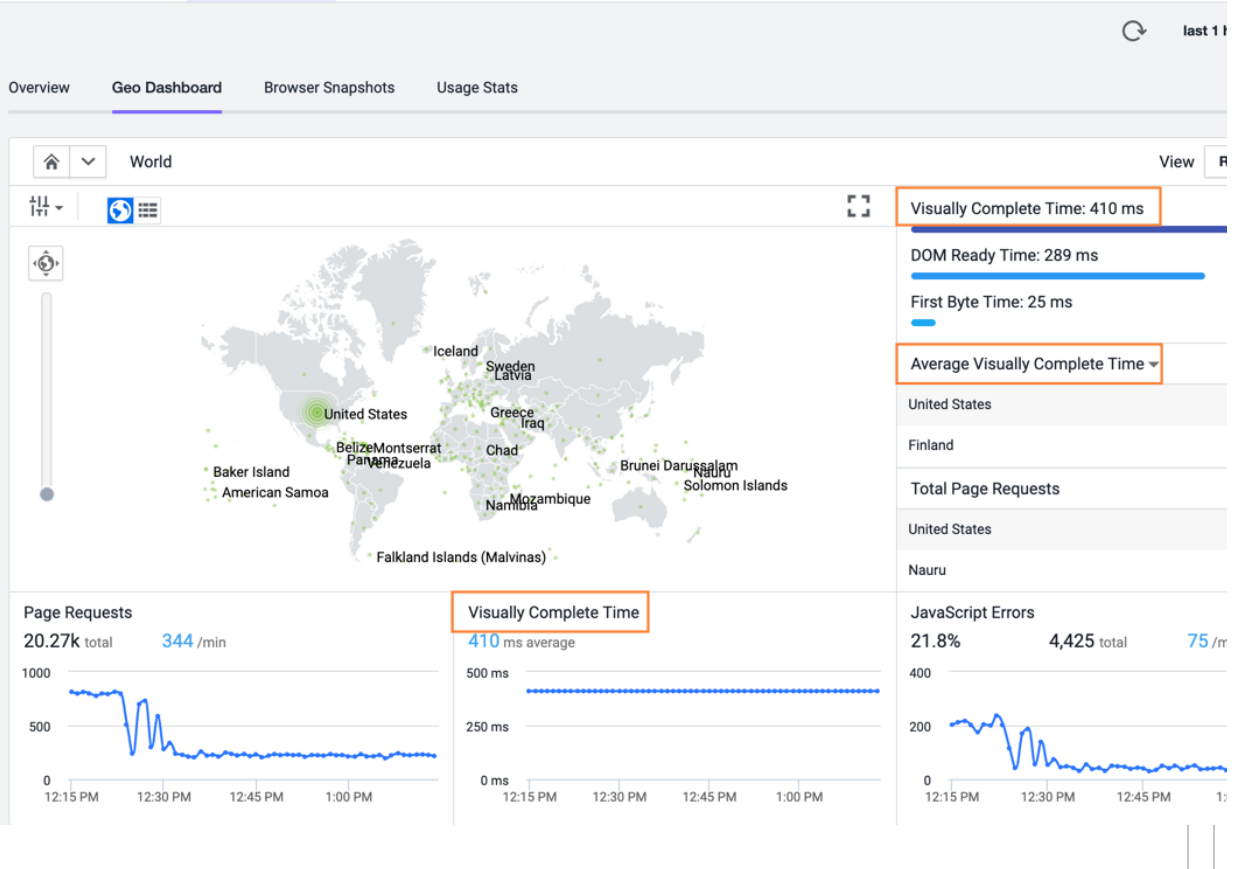 last 1 h
Overview Geo Dashboard Browser Snapshots Usage Stats
World
View R
Visually Complete Time: 410 ms
DOM Ready Time: 289 ms
First Byte Time: 25 ms
Average Visually Complete Time
United States
Finland
Total Page Requests
United States
Nauru
Iceland
Sweden
Latvia
United States
Greece
Iraq
Belize
Montserrat
Panama
Venezuela
Chad
Baker Island
American Samoa
Brunei Darussalam
Nauru
Solomon Islands
Mozambique
Namibia
Falkland Islands (Malvinas)
Page Requests
20.27k total 344 /min
1000
500
0
12:15 PM 12:30 PM 12:45 PM 1:00 PM
Visually Complete Time
410 ms average
500 ms
250 ms
0 ms
12:15 PM 12:30 PM 12:45 PM 1:00 PM
JavaScript Errors
21.8% 4,425 total 75 /m
400
200
0
12:15 PM 12:30 PM 12:45 PM 1: